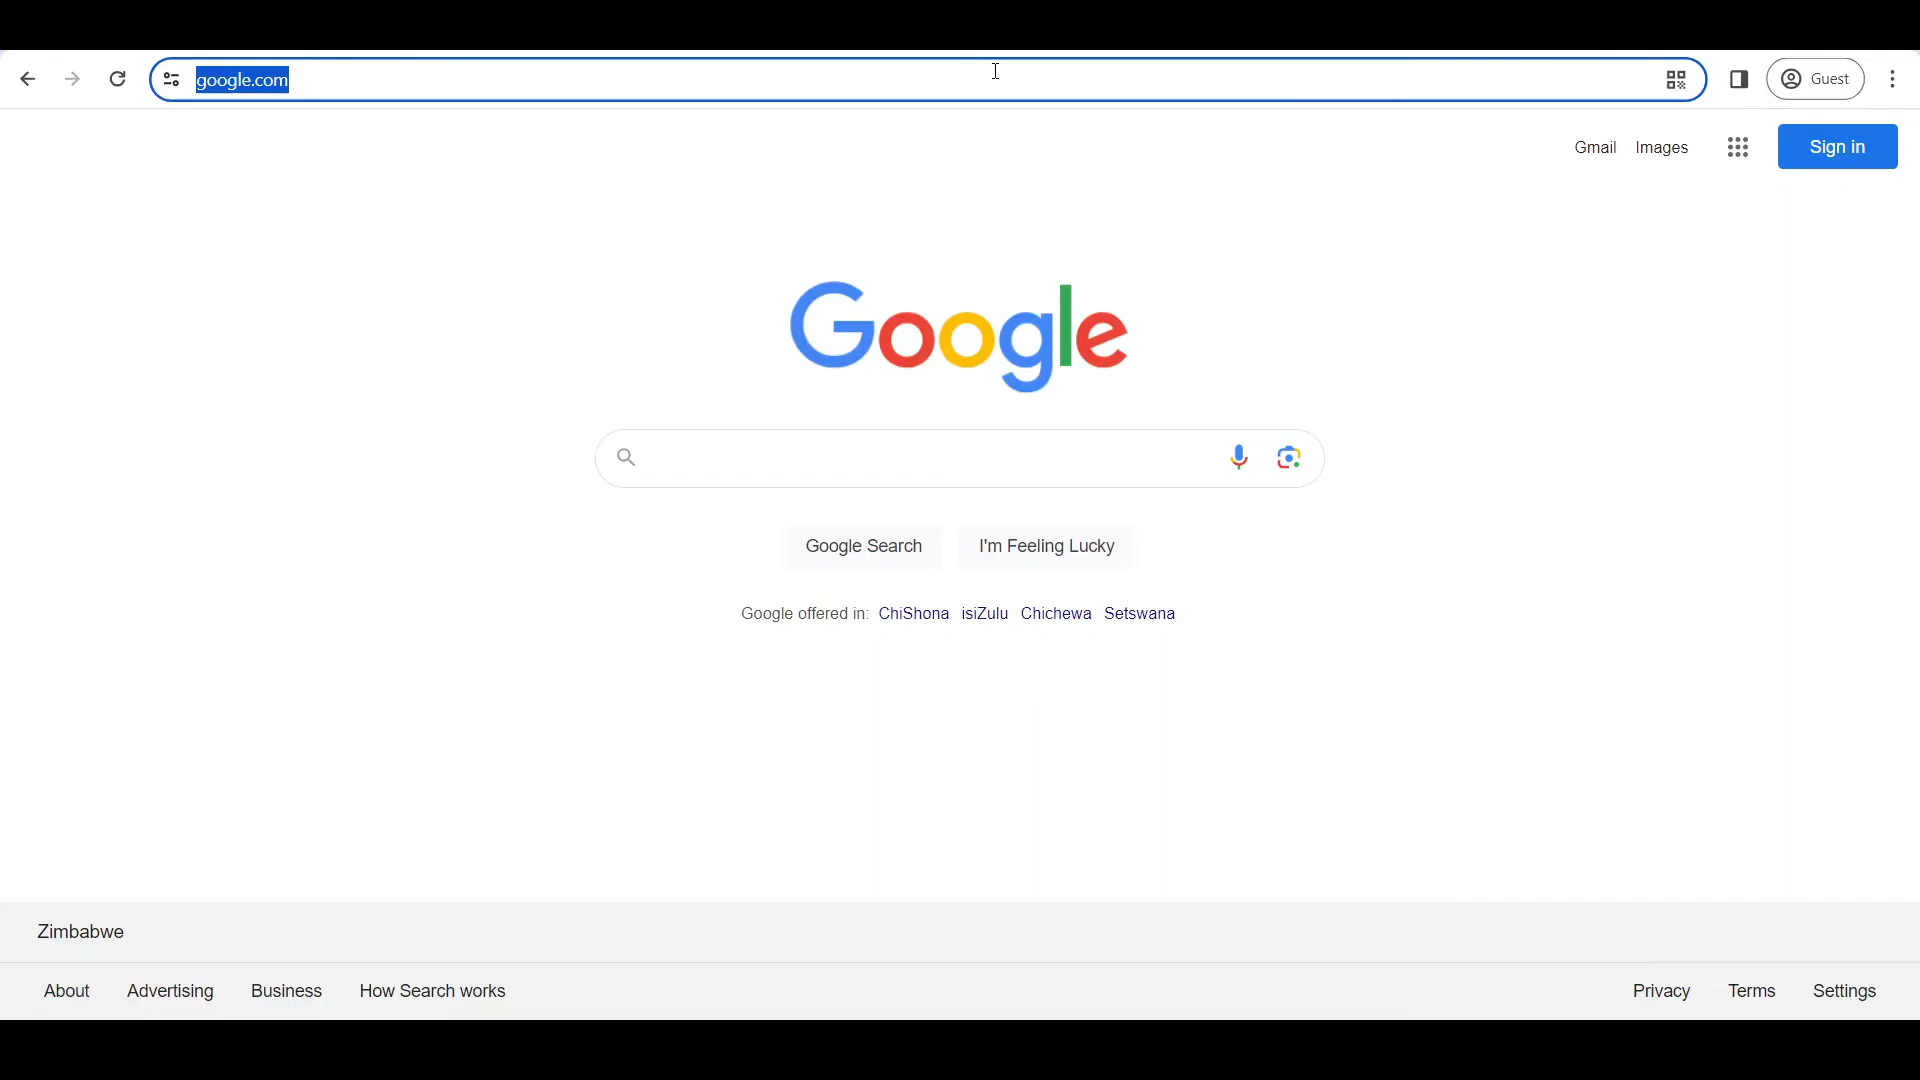 google.com
Guest
Gmail Images Sign in
Google
Google Search I'm Feeling Lucky
Google offered in: ChiShona isiZulu Chichewa Setswana
Zimbabwe
About Advertising Business How Search works Privacy Terms Settings